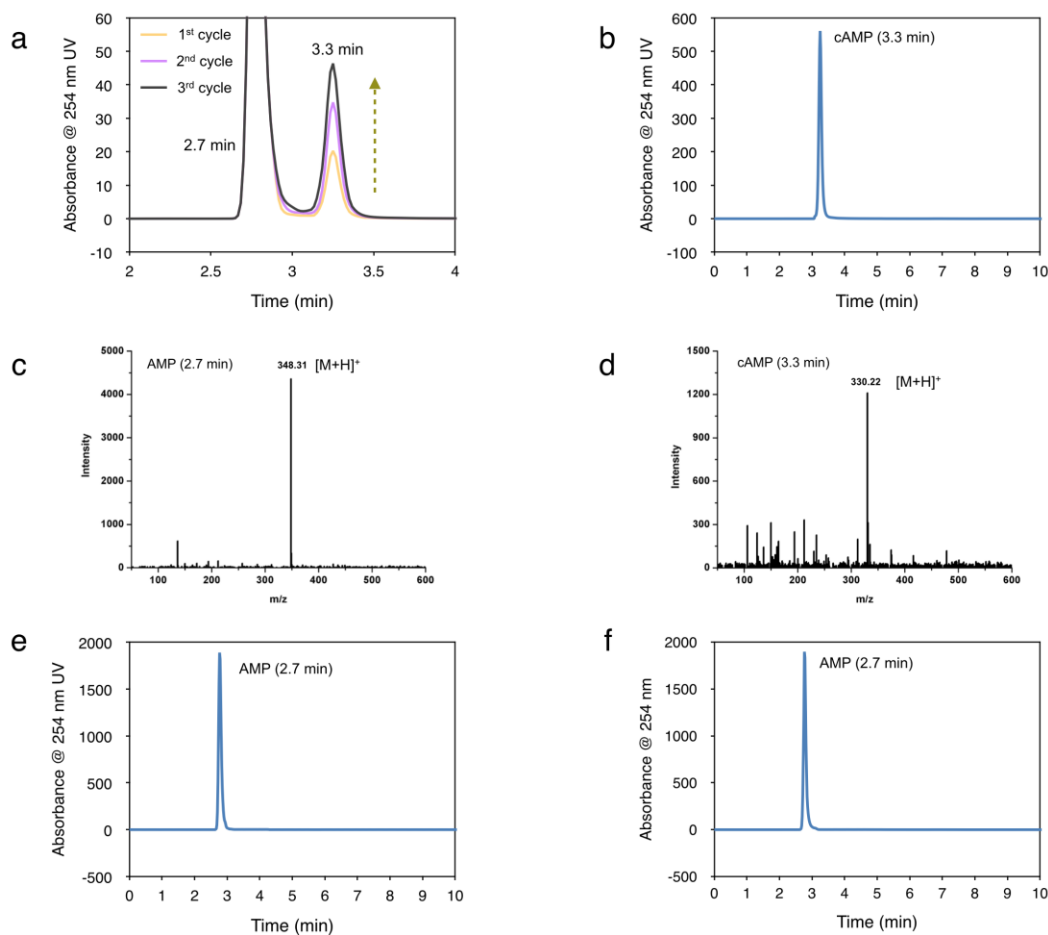 a
1st cycle
2nd cycle
3rd cycle
3.3 min
2.7 min
Absorbance @ 254 nm UV
60
50
40
30
20
10
0
-10
2
2.5
3
3.5
4
Time (min)
b
cAMP (3.3 min)
Absorbance @ 254 nm UV
600
500
400
300
200
100
0
-100
0 1 2 3 4 5 6 7 8 9 10
Time (min)
c
AMP (2.7 min)
348.31 [M+H]+
Intensity
5000
4000
3000
2000
1000
0
100 200 300 400 500 600
m/z
d
cAMP (3.3 min)
330.22 [M+H]+
Intensity
1500
1200
900
600
300
0
100 200 300 400 500 600
m/z
e
AMP (2.7 min)
Absorbance @ 254 nm UV
2000
1500
1000
500
0
-500
0 1 2 3 4 5 6 7 8 9 10
Time (min)
f
AMP (2.7 min)
Absorbance @ 254 nm
2000
1500
1000
500
0
-500
0 1 2 3 4 5 6 7 8 9 10
Time (min)